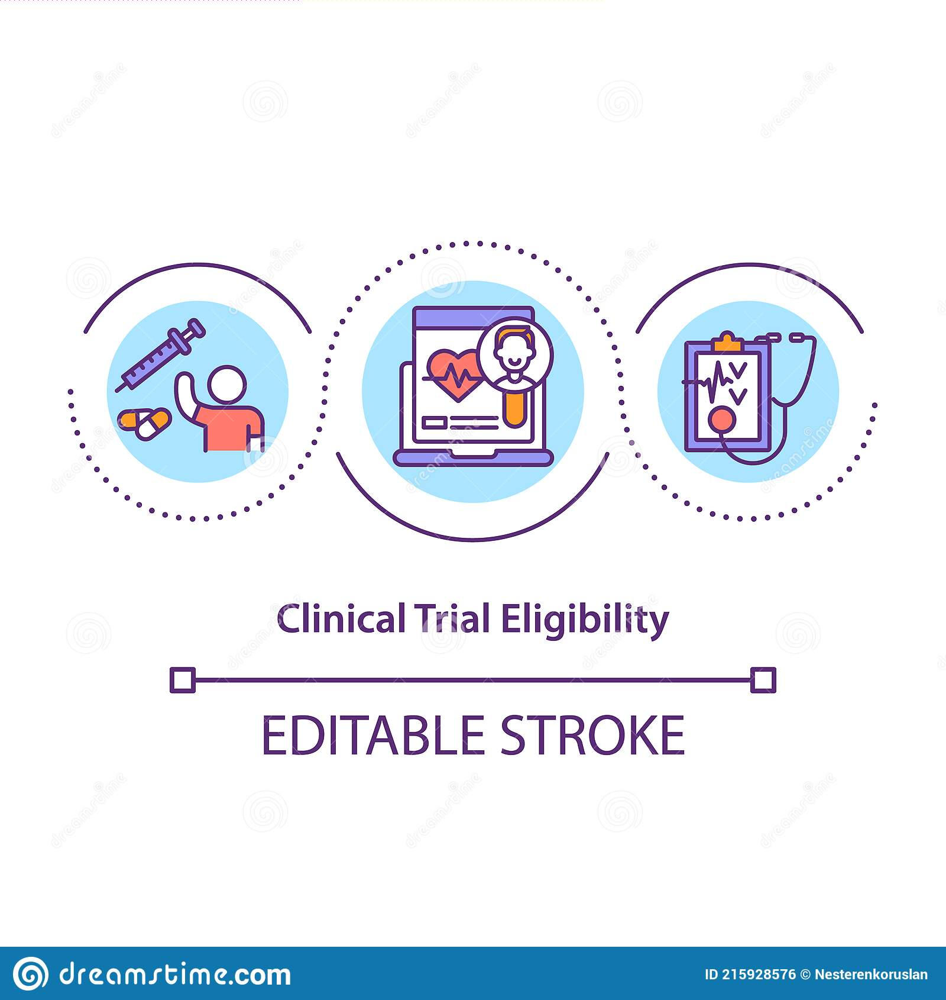 Clinical Trial Eligibility
EDITABLE STROKE
dreamstime.com
ID 215928576 © Nesterenkoruslan